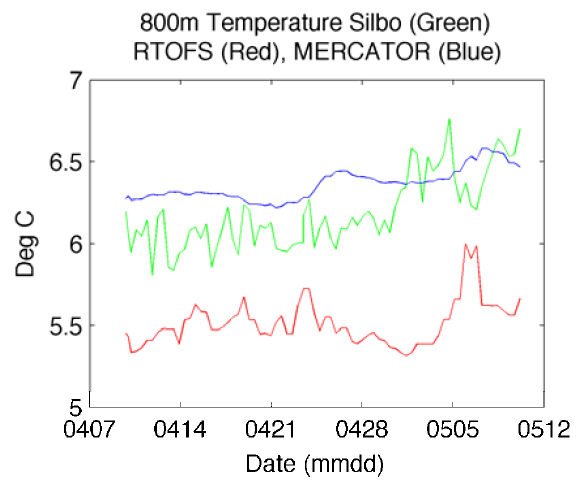 800m Temperature Silbo (Green)
RTOFS (Red), MERCATOR (Blue)
7
6.5
6
5.5
5
Deg C
0407 0414 0421 0428 0505 0512
Date (mmdd)